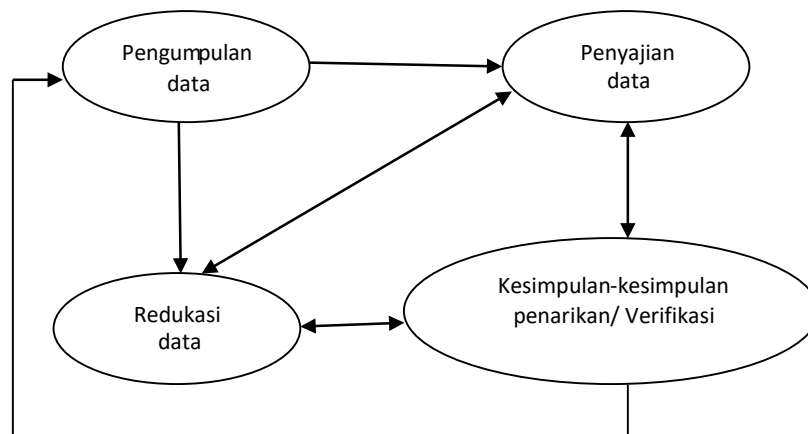 Pengumpulan
data
Penyajian
data
Redukasi
data
Kesimpulan-kesimpulan
penarikan/ Verifikasi